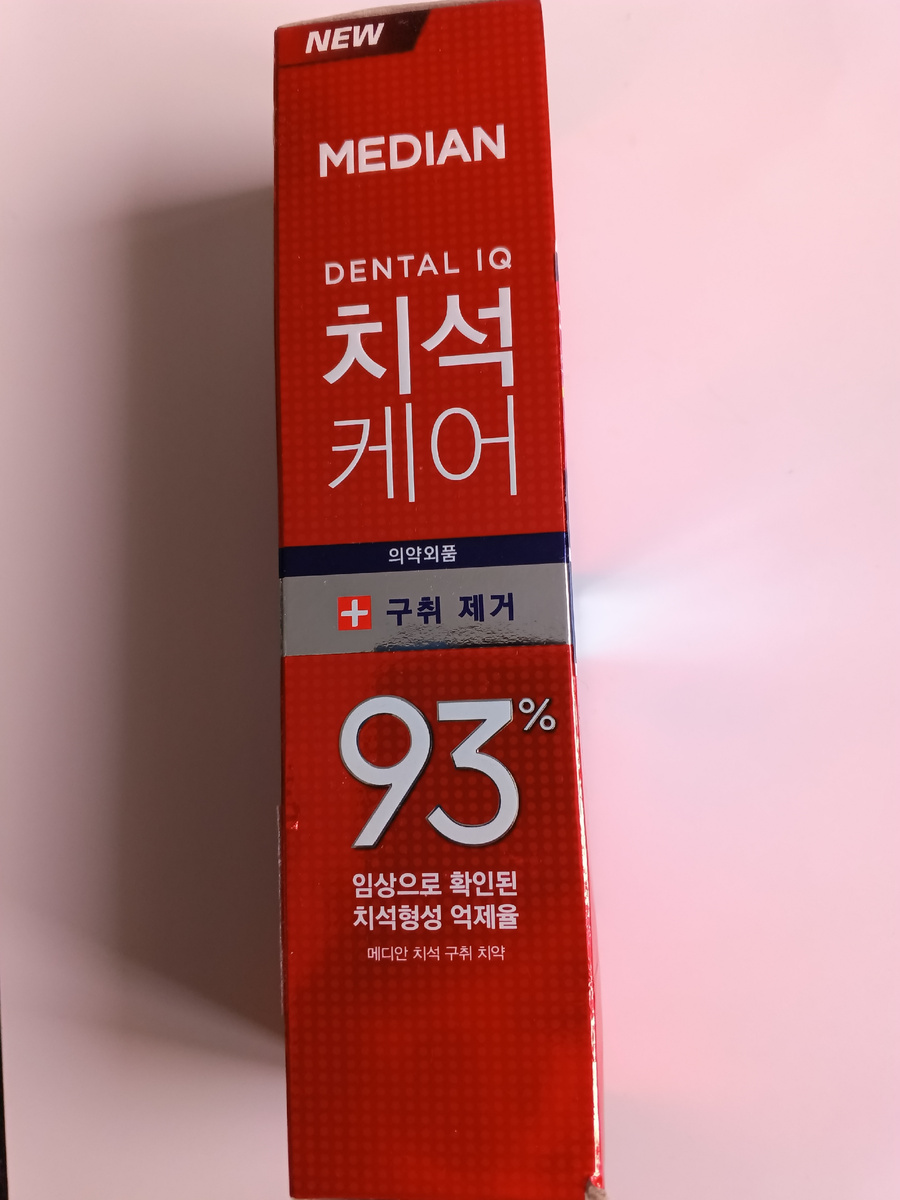 NEW
MEDIAN
DENTAL IQ
치석
케어
의약외품
구취 제거
93%
임상으로 확인된
치석형성 억제율
메디안 치석 구취 치약